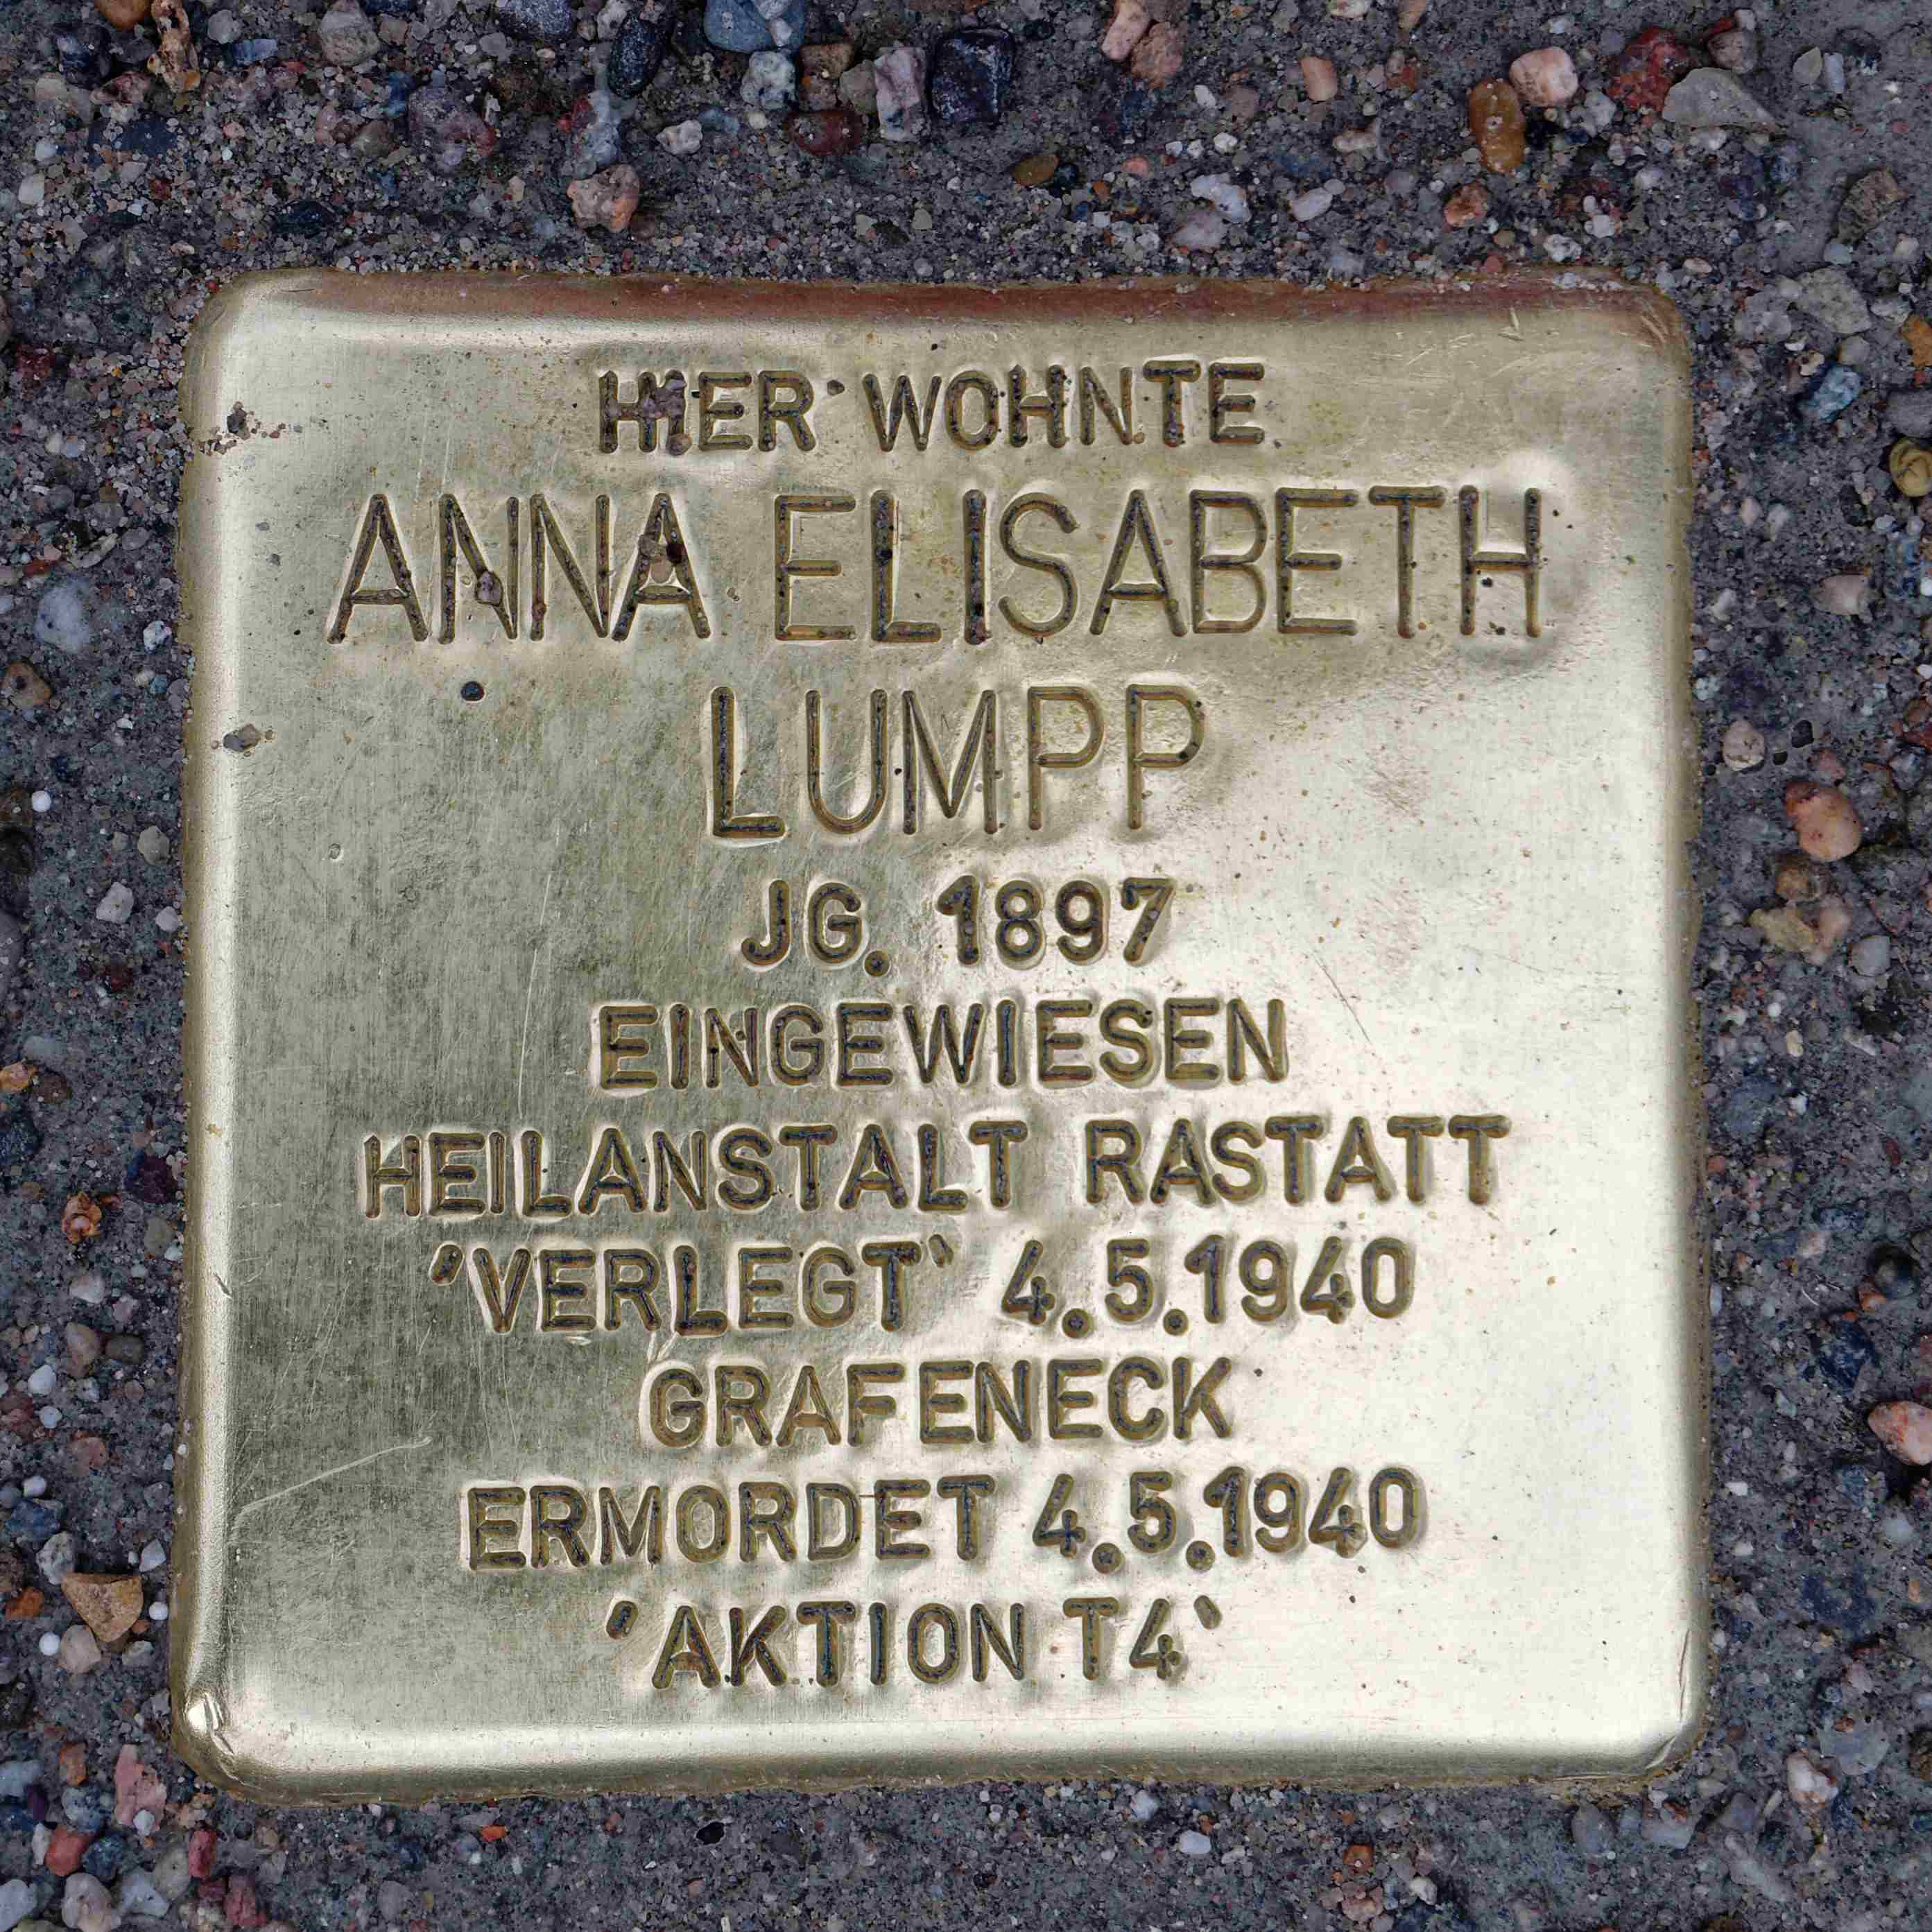 HIER WOHNTE
ANNA ELISABETH
LUMPP
JG. 1897
EINGEWIESEN
HEILANSTALT RASTATT
'VERLEGT' 4.5.1940
GRAFENECK
ERMORDET 4.5.1940
'AKTION T4'